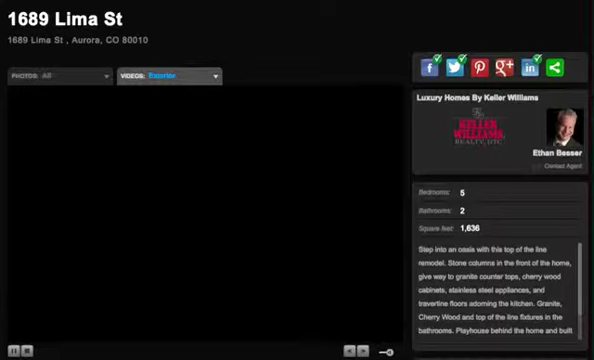 1689 Lima St
1689 Lima St , Aurora, CO 80010
PHOTOS: All
VIDEOS: Exterior
Luxury Homes By Keller Williams
KELLER
WILLIAMS
REALTY, DTC
Ethan Besser
Contact Agent
Bedrooms: 5
Bathrooms: 2
Square feet: 1,636
Step into an oasis with this top of the line
remodel. Stone columns in the front of the home,
give way to granite counter tops, cherry wood
cabinets, stainless steel appliances, and
travertine floors adorning the kitchen. Granite,
Cherry Wood and top of the line fixtures in the
bathrooms. Playhouse behind the home and built